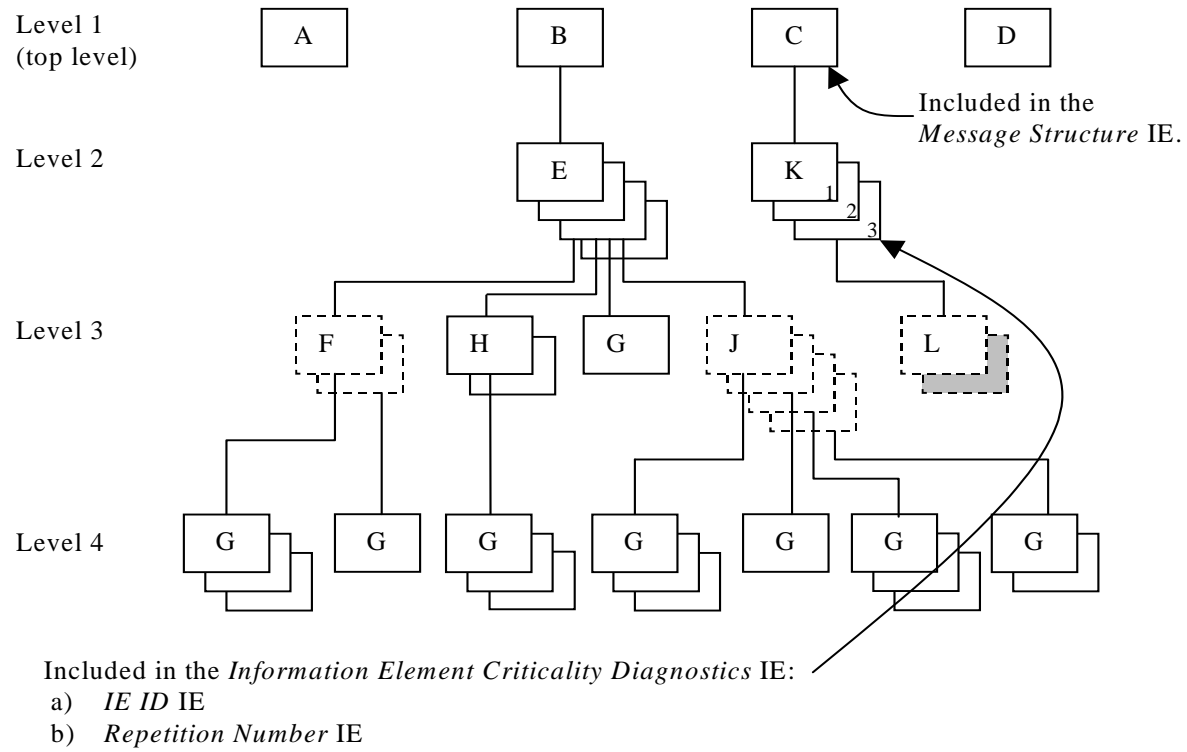 Level 1
(top level)
A
B
C
D
Included in the
Message Structure IE.
Level 2
E
K
1
2
3
Level 3
F
H
G
J
L
Level 4
G
G
G
G
G
G
G
Included in the Information Element Criticality Diagnostics IE:
a) IE ID IE
b) Repetition Number IE